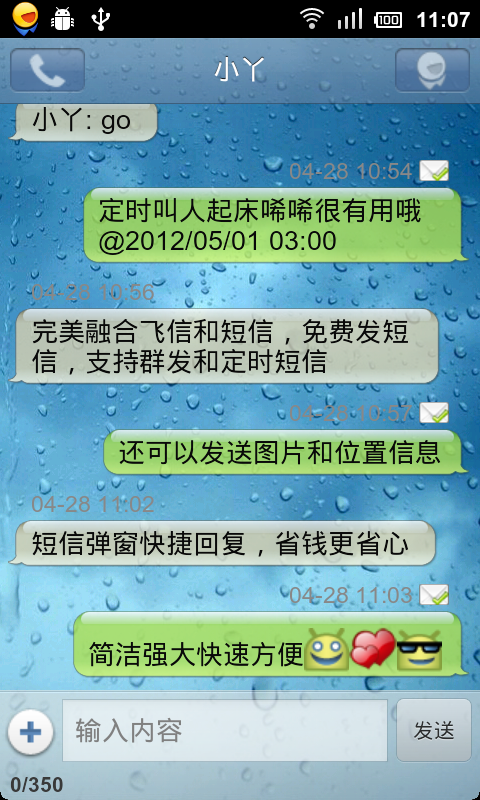 100 11:07
小丫
小丫: go
04-28 10:54
定时叫人起床唏唏很有用哦
@2012/05/01 03:00
04-28 10:56
完美融合飞信和短信，免费发短
信，支持群发和定时短信
04-28 10:57
还可以发送图片和位置信息
04-28 11:02
短信弹窗快捷回复，省钱更省心
04-28 11:03
简洁强大快速方便
输入内容
发送
0/350